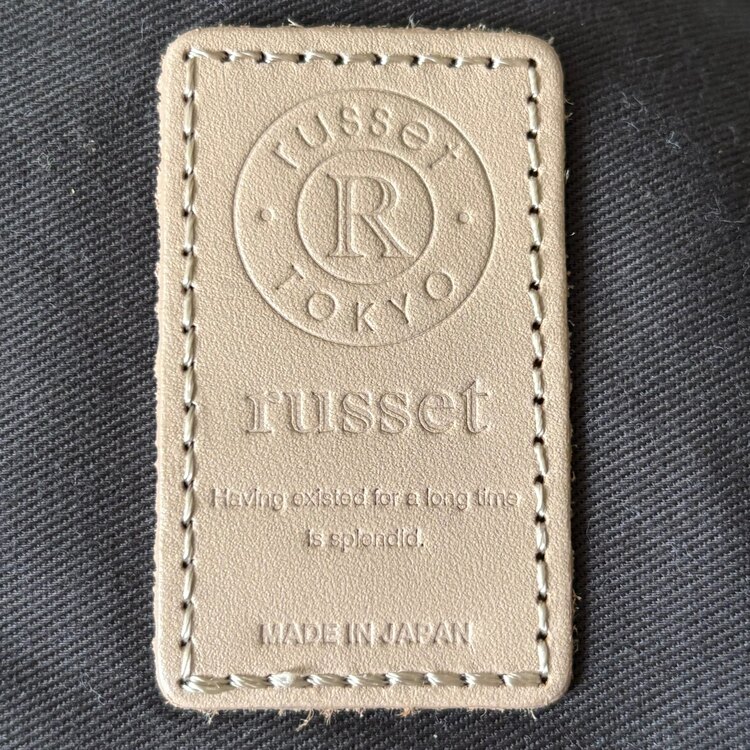 russet
R
TOKYO
russet
Having existed for a long time
is splendid.
MADE IN JAPAN